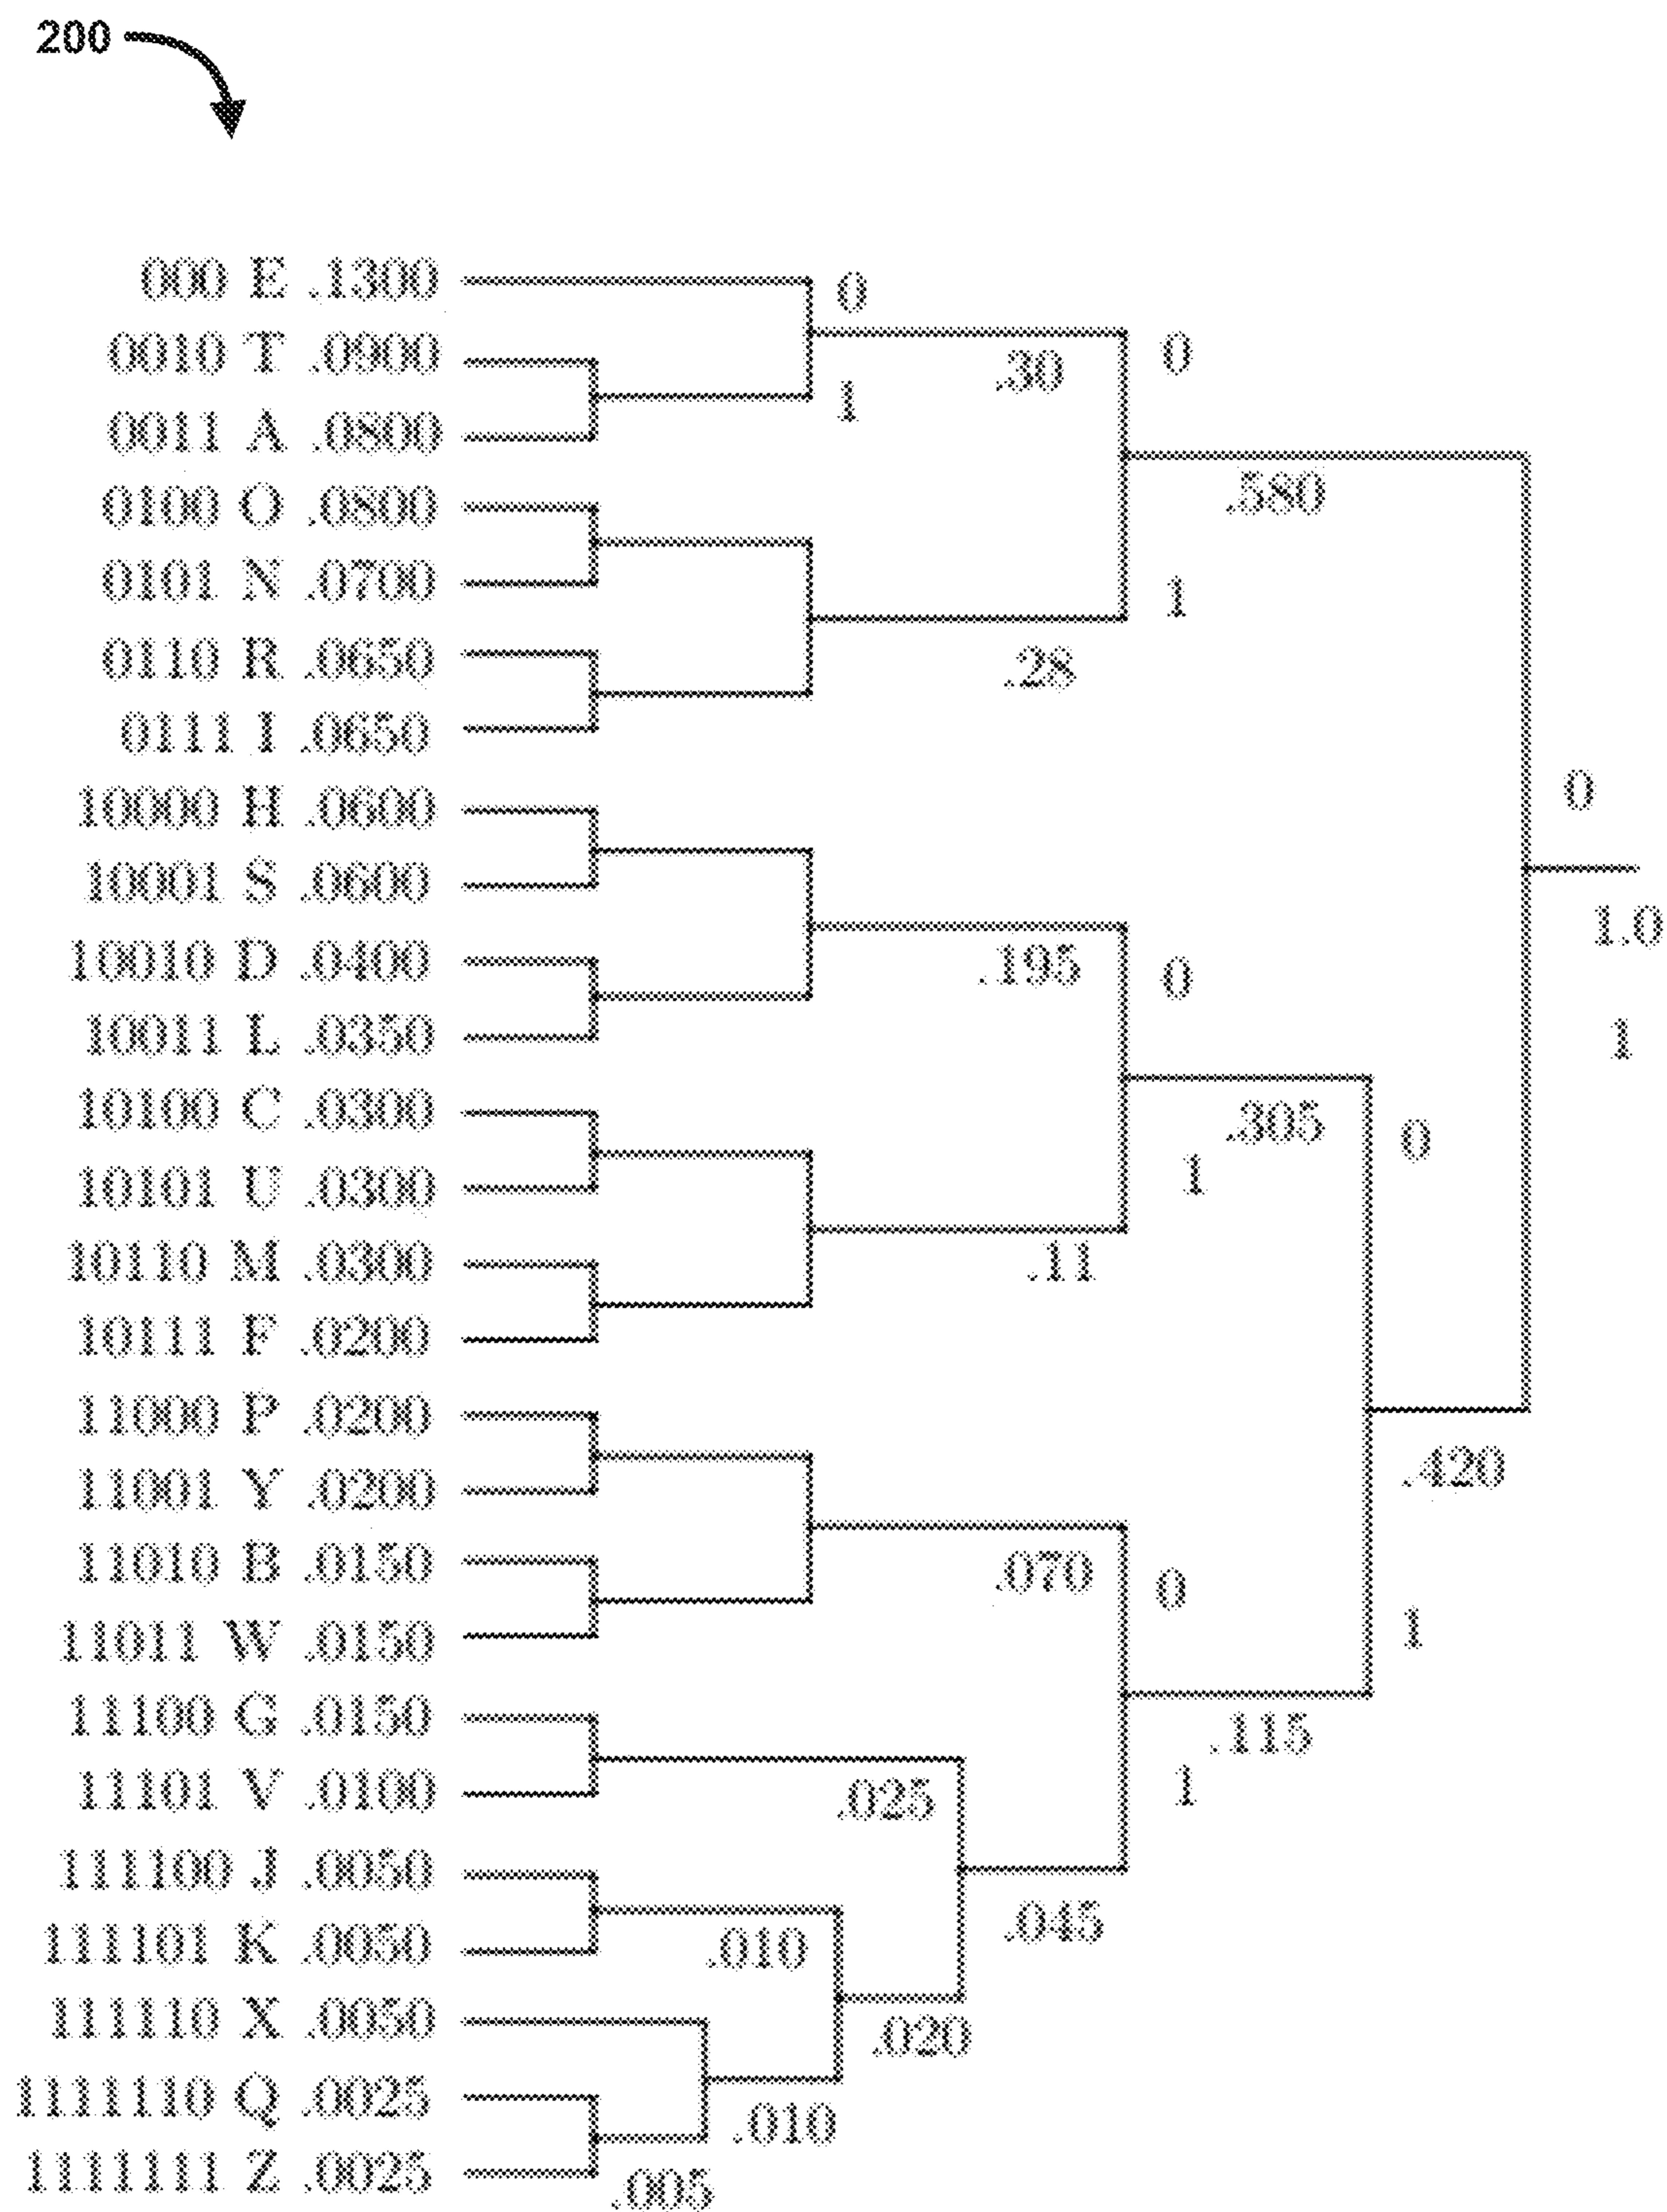 200
000 E .1300
0
0
0010 T .0900
.30
1
0011 A .0800
0100 O .0800
.580
0101 N .0700
1
0110 R .0650
.28
0111 I .0650
0
10000 H .0600
10001 S .0600
1.0
10010 D .0400
.195
0
10011 L .0350
1
10100 C .0300
.305
0
10101 U .0300
1
10110 M .0300
.11
10111 F .0200
11000 P .0200
.420
11001 Y .0200
11010 B .0150
.070
0
11011 W .0150
1
11100 G .0150
.115
11101 V .0100
.025
1
111100 J .0050
.045
111101 K .0050
.010
111110 X .0050
.020
1111110 Q .0025
.010
1111111 Z .0025
.005